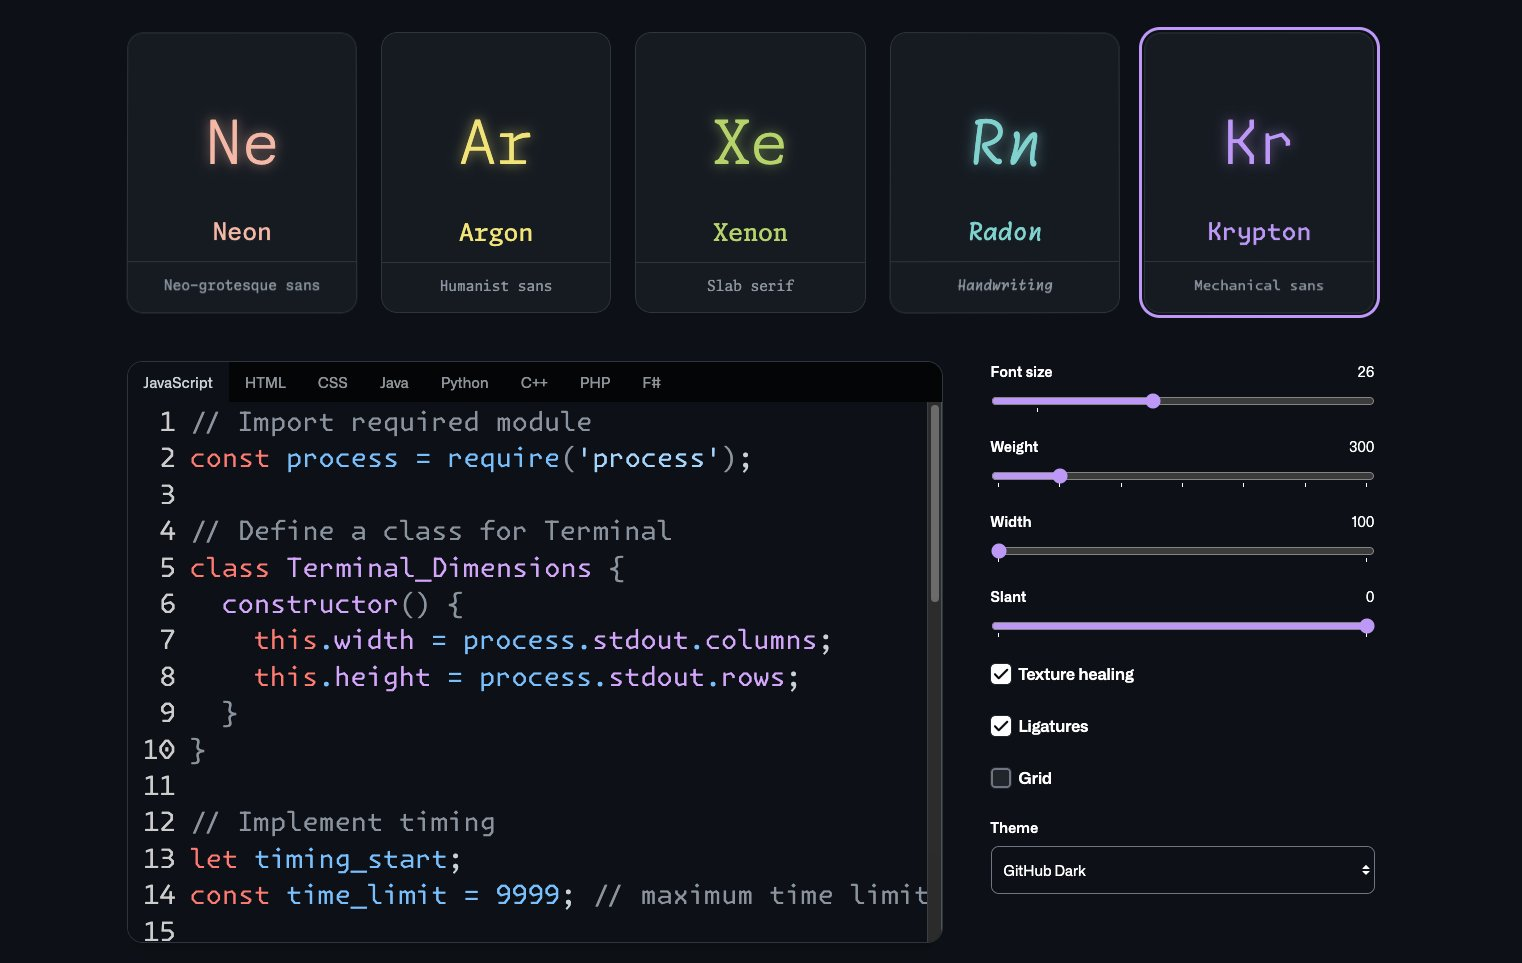 Ne Ar Xe Rn Kr
Neon Argon Xenon Radon Krypton
Neo-grotesque sans Humanist sans Slab serif Handwriting Mechanical sans
JavaScript HTML CSS Java Python C++ PHP F#
1 // Import required module
2 const process = require('process');
3
4 // Define a class for Terminal
5 class Terminal_Dimensions {
6   constructor() {
7     this.width = process.stdout.columns;
8     this.height = process.stdout.rows;
9   }
10 }
11
12 // Implement timing
13 let timing_start;
14 const time_limit = 9999; // maximum time limit
15
Font size 26
Weight 300
Width 100
Slant 0
Texture healing
Ligatures
Grid
Theme
GitHub Dark